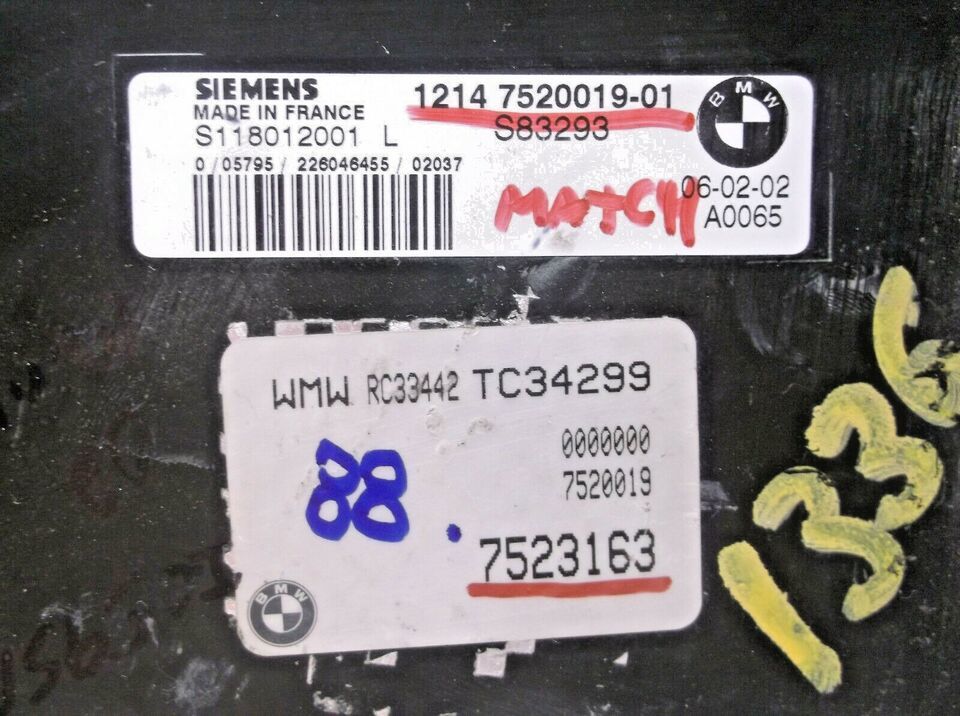 SIEMENS
MADE IN FRANCE
S118012001 L
0 / 05795 / 226046455 / 02037
1214 7520019-01
S83293
BMW
MATCH
06-02-02
A0065
WMW RC33442 TC34299
0000000
7520019
88.
7523163
BMW
1336